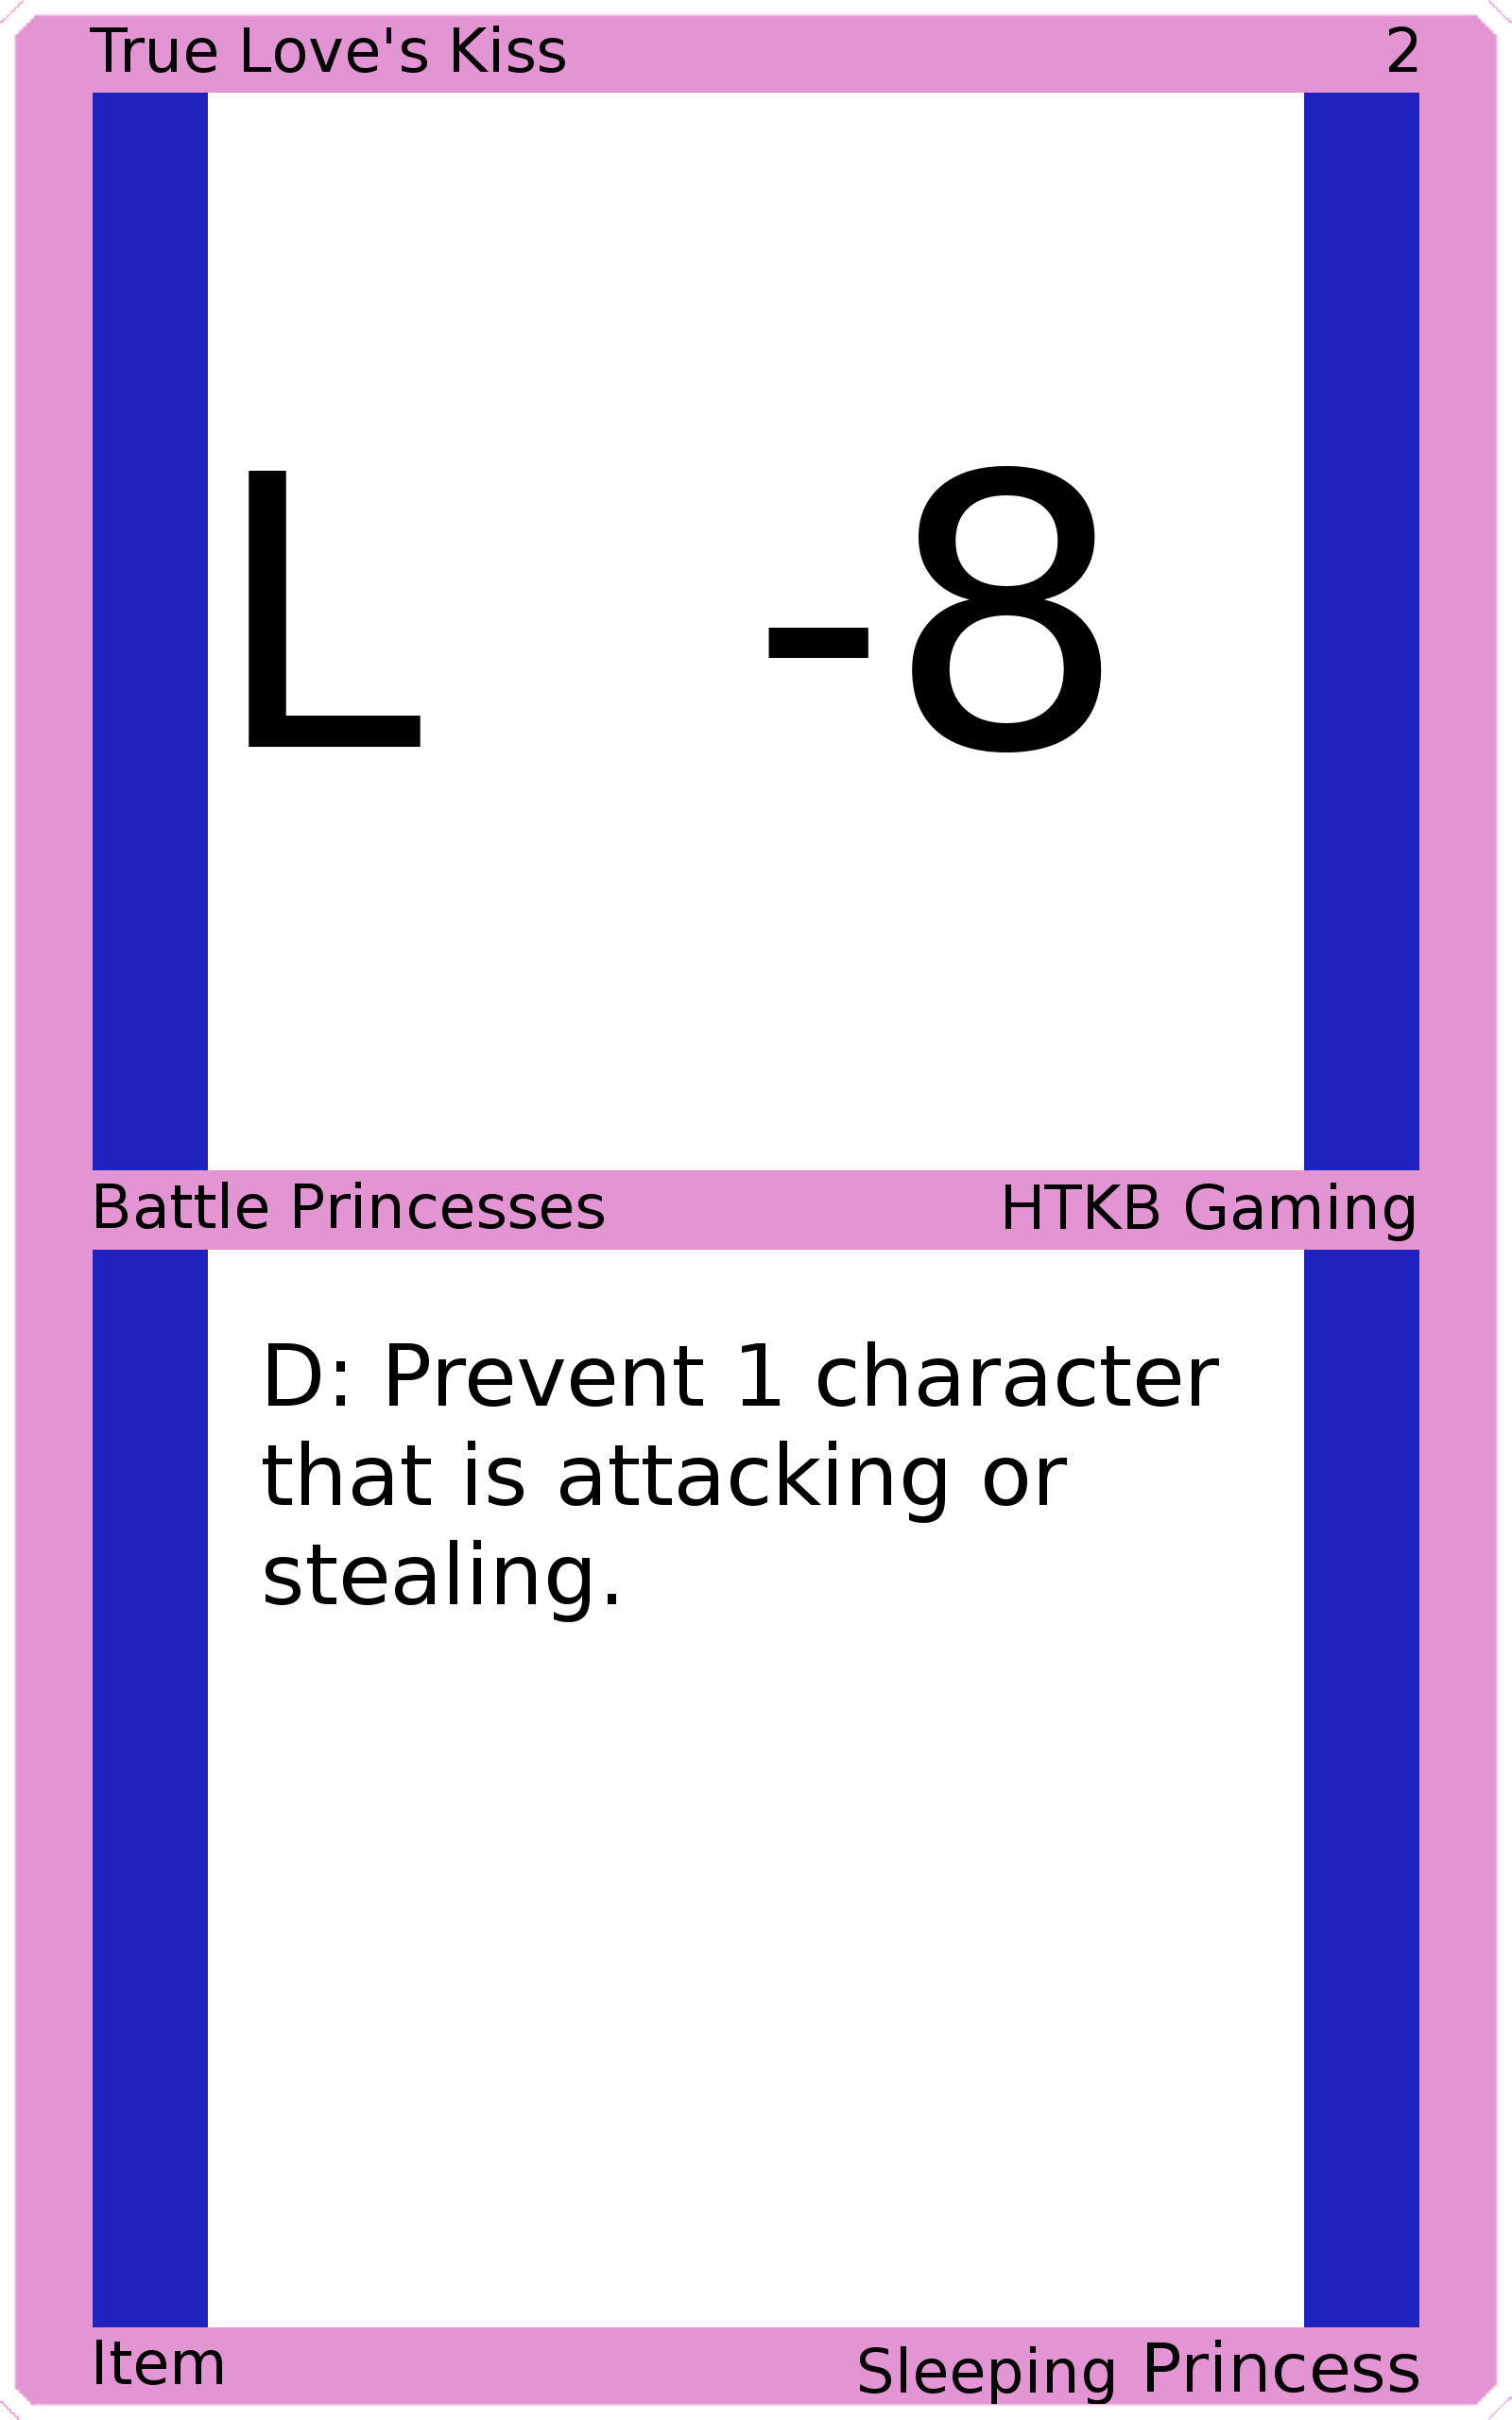 True Love's Kiss 2
L -8
Battle Princesses HTKB Gaming
D: Prevent 1 character
that is attacking or
stealing.
Item Sleeping Princess